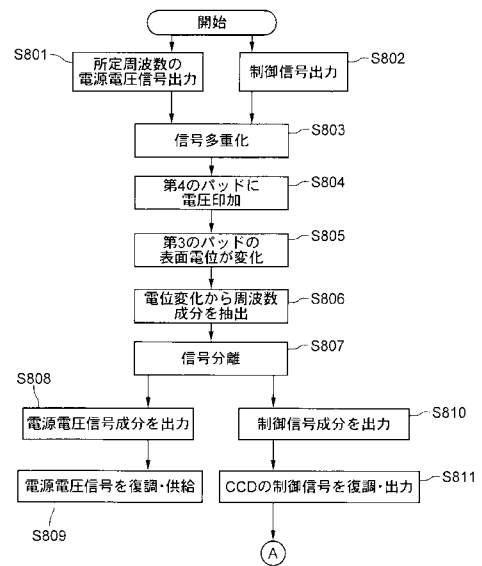 開始
S801
所定周波数の
電源電圧信号出力
制御信号出力
S802
信号多重化
S803
第4のパッドに
電圧印加
S804
第3のパッドの
表面電位が変化
S805
電位変化から周波数
成分を抽出
S806
信号分離
S807
S808
電源電圧信号成分を出力
制御信号成分を出力
S810
電源電圧信号を復調・供給
S809
CCDの制御信号を復調・出力
S811
A